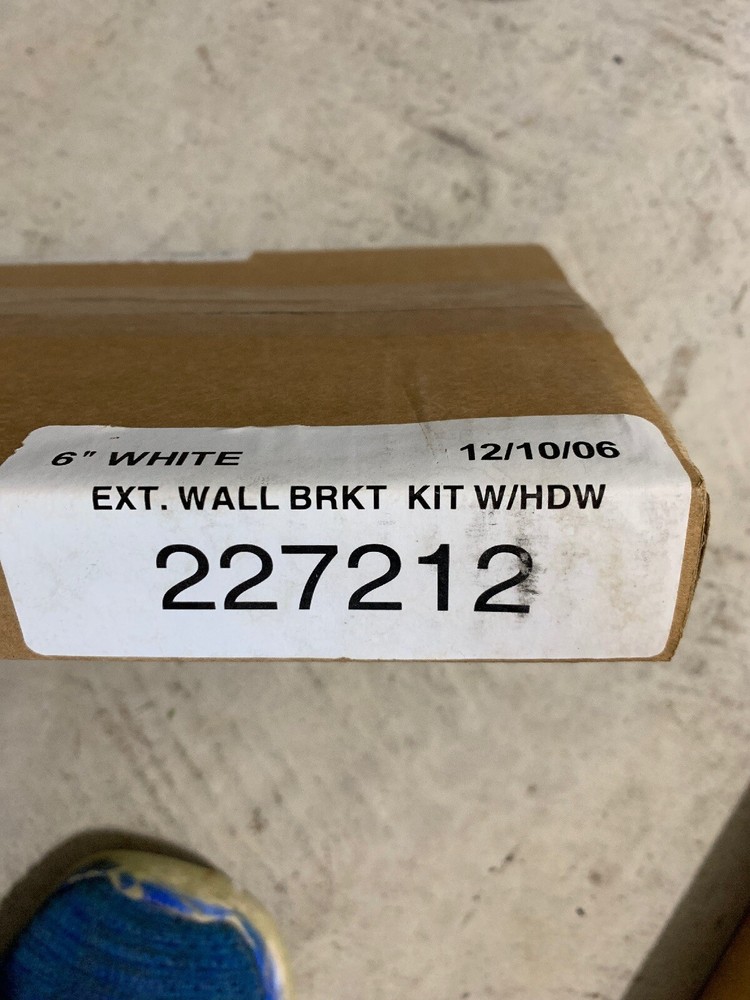 6" WHITE 12/10/06
EXT. WALL BRKT KIT W/HDW
227212